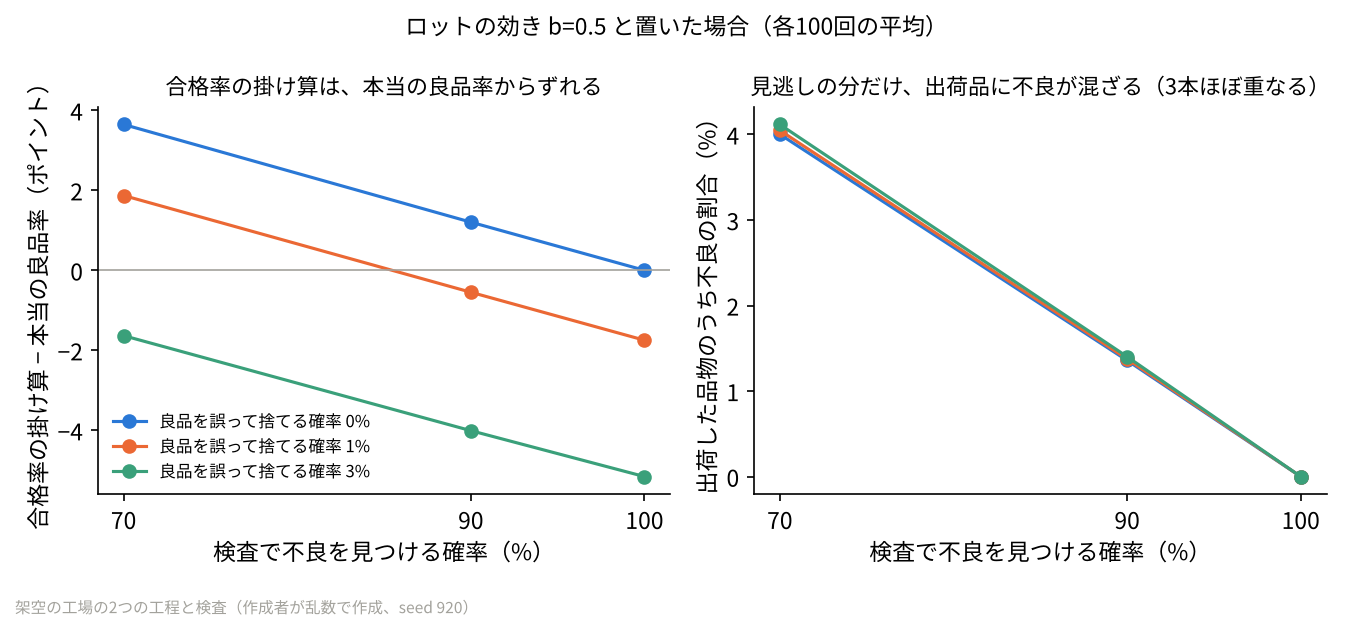 ロットの効き b=0.5 と置いた場合（各100回の平均）
合格率の掛け算は、本当の良品率からずれる
合格率の掛け算 − 本当の良品率（ポイント）
4
2
0
−2
−4
良品を誤って捨てる確率 0%
良品を誤って捨てる確率 1%
良品を誤って捨てる確率 3%
70
90
100
検査で不良を見つける確率（%）
見逃しの分だけ、出荷品に不良が混ざる（3本ほぼ重なる）
出荷した品物のうち不良の割合（%）
4
3
2
1
0
70
90
100
検査で不良を見つける確率（%）
架空の工場の2つの工程と検査（作成者が乱数で作成、seed 920）